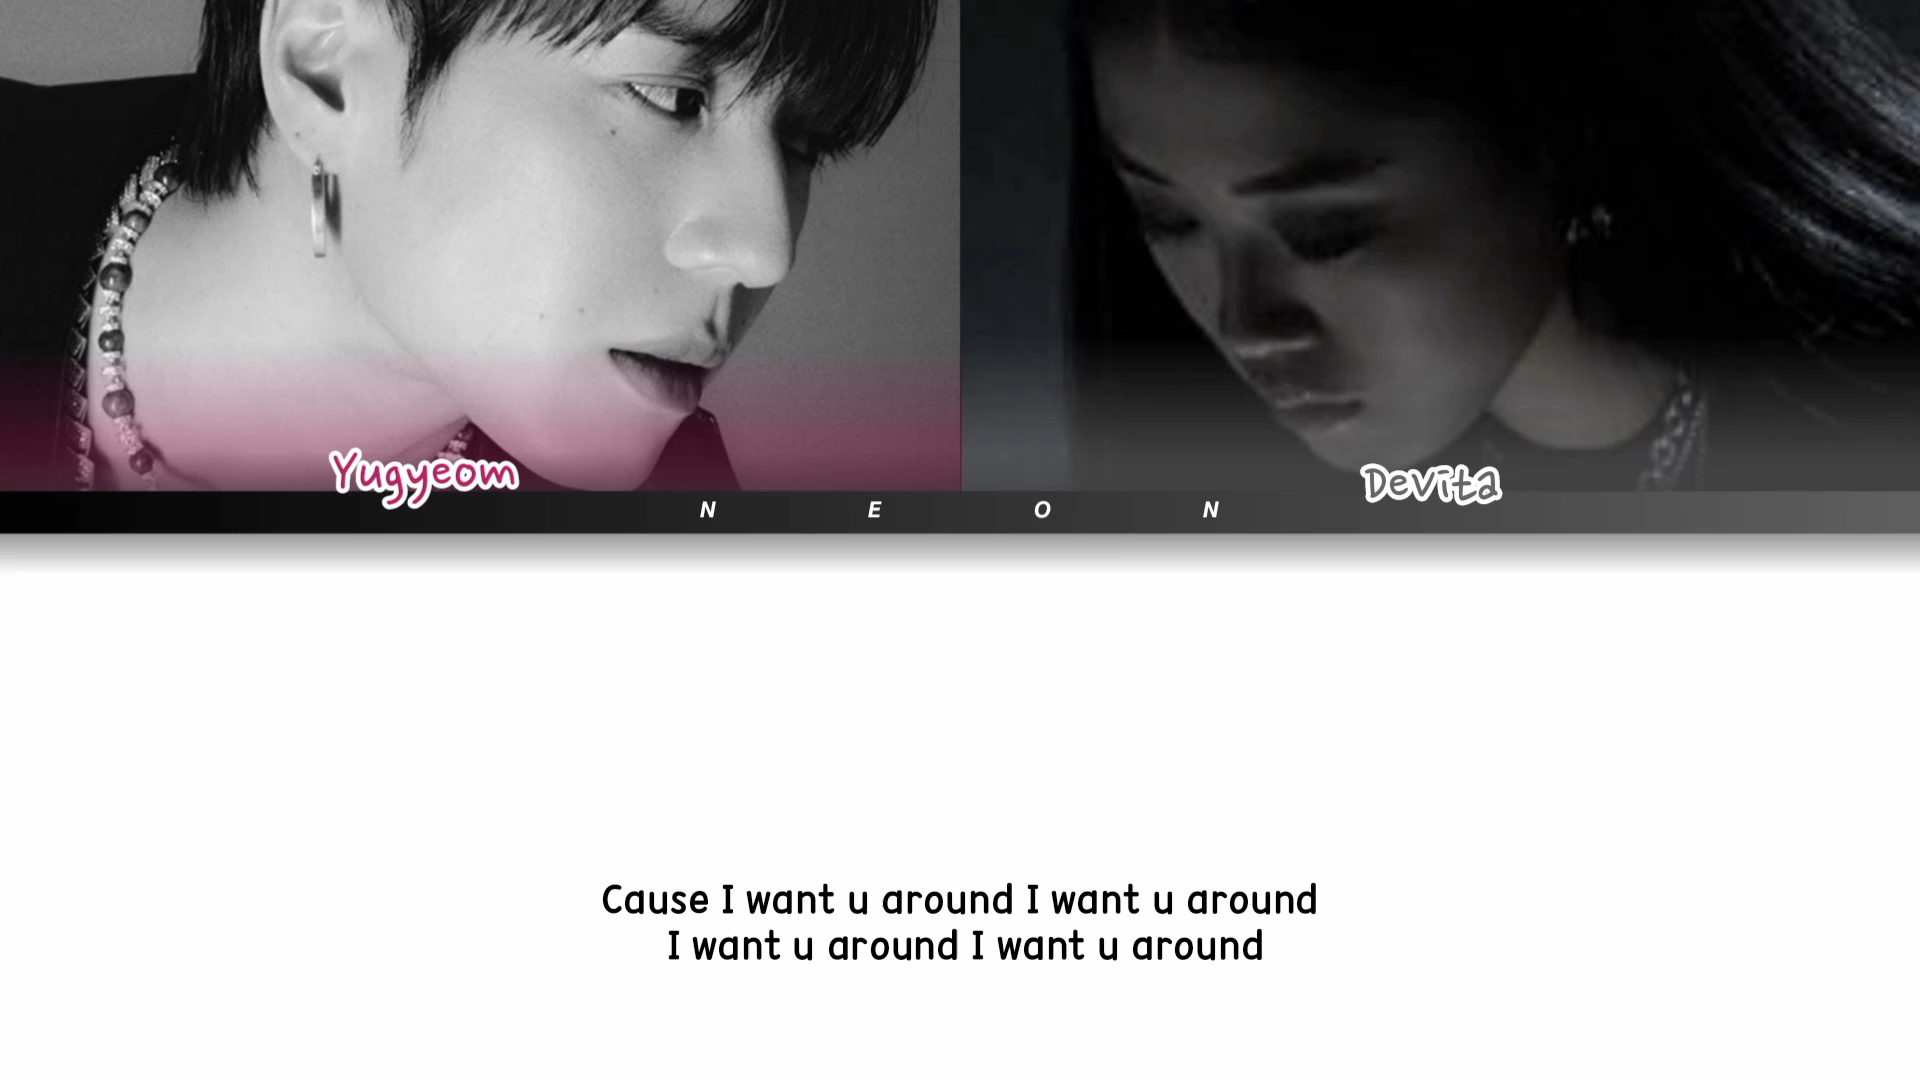 Yugyeom
DeVita
N E O N
Cause I want u around I want u around
I want u around I want u around